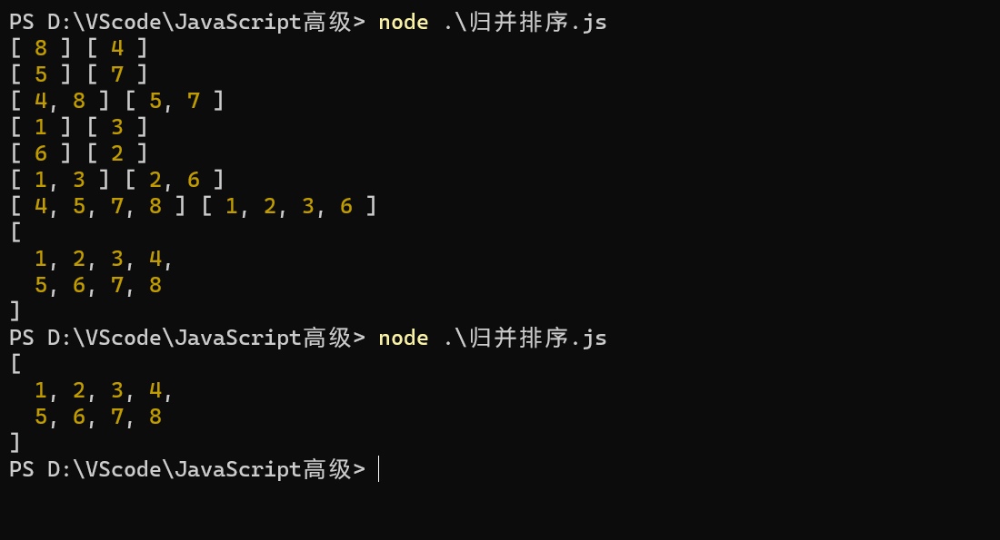 PS D:\VScode\JavaScript高级> node .\归并排序.js
[ 8 ] [ 4 ]
[ 5 ] [ 7 ]
[ 4, 8 ] [ 5, 7 ]
[ 1 ] [ 3 ]
[ 6 ] [ 2 ]
[ 1, 3 ] [ 2, 6 ]
[ 4, 5, 7, 8 ] [ 1, 2, 3, 6 ]
[
  1, 2, 3, 4,
  5, 6, 7, 8
]
PS D:\VScode\JavaScript高级> node .\归并排序.js
[
  1, 2, 3, 4,
  5, 6, 7, 8
]
PS D:\VScode\JavaScript高级>